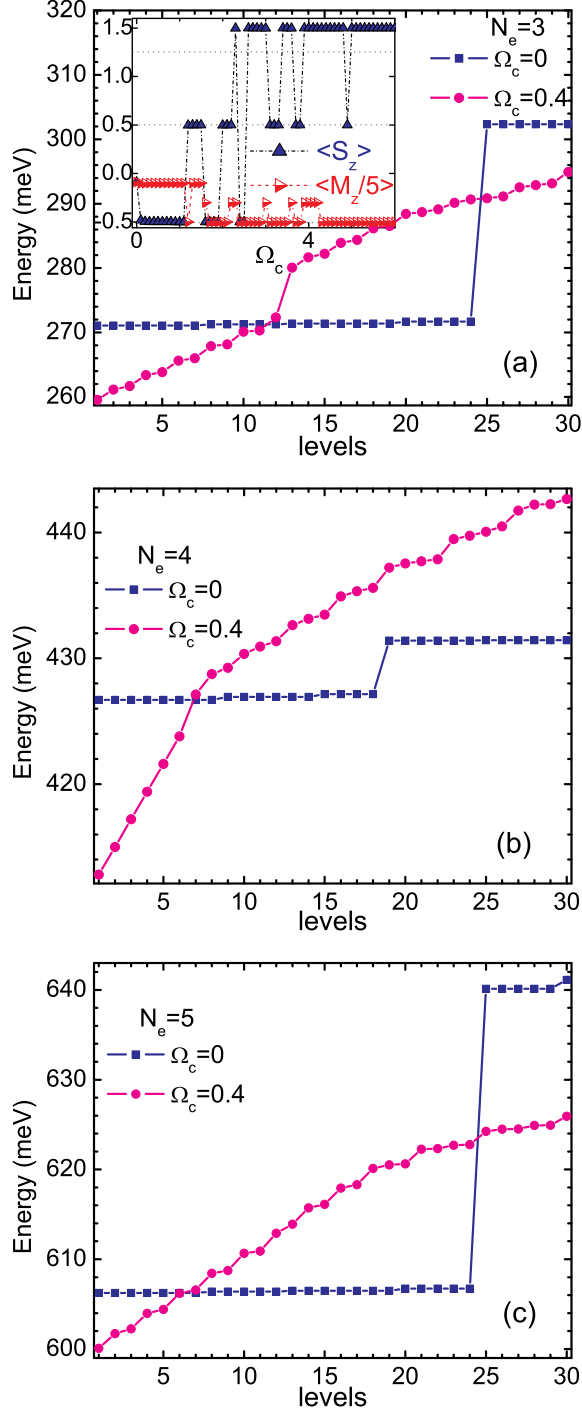 320
310
300
290
280
270
260
Energy (meV)
1.5
1.0
0.5
0.0
-0.5
0
4
Ω_c
<S_z>
<M_z/5>
N_e=3
Ω_c=0
Ω_c=0.4
(a)
5 10 15 20 25 30
levels
440
430
420
Energy (meV)
N_e=4
Ω_c=0
Ω_c=0.4
(b)
5 10 15 20 25 30
levels
640
630
620
610
600
Energy (meV)
N_e=5
Ω_c=0
Ω_c=0.4
(c)
5 10 15 20 25 30
levels